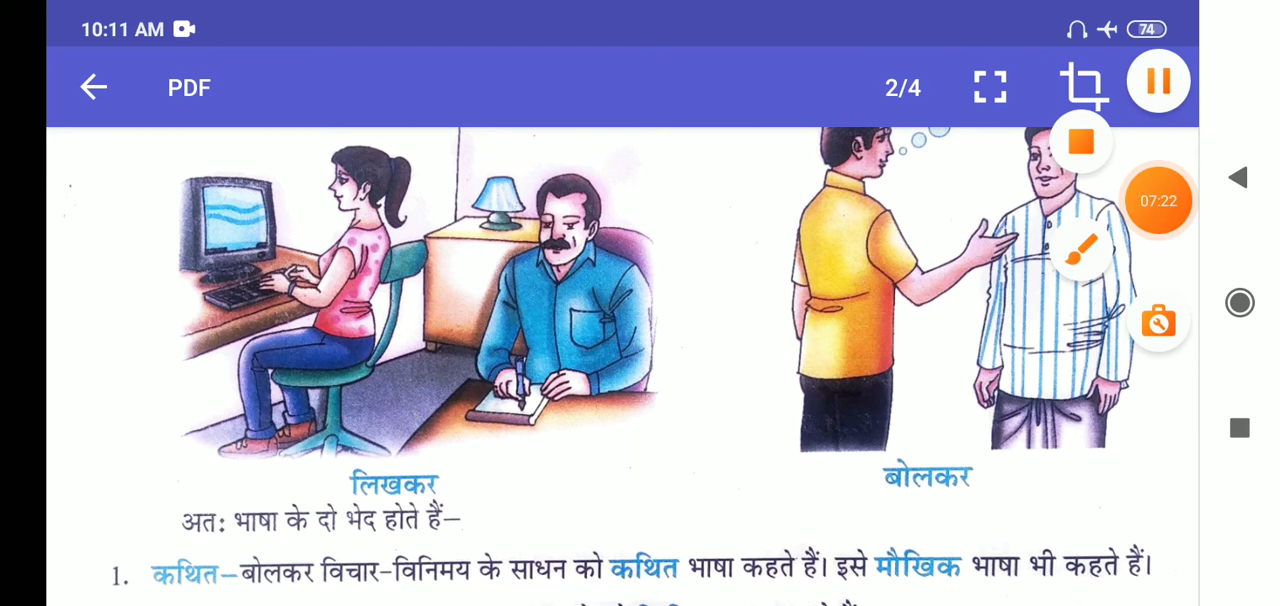 10:11 AM
74
PDF
2/4
07:22
लिखकर
बोलकर
अतः भाषा के दो भेद होते हैं–
1. कथित–बोलकर विचार-विनिमय के साधन को कथित भाषा कहते हैं। इसे मौखिक भाषा भी कहते हैं।